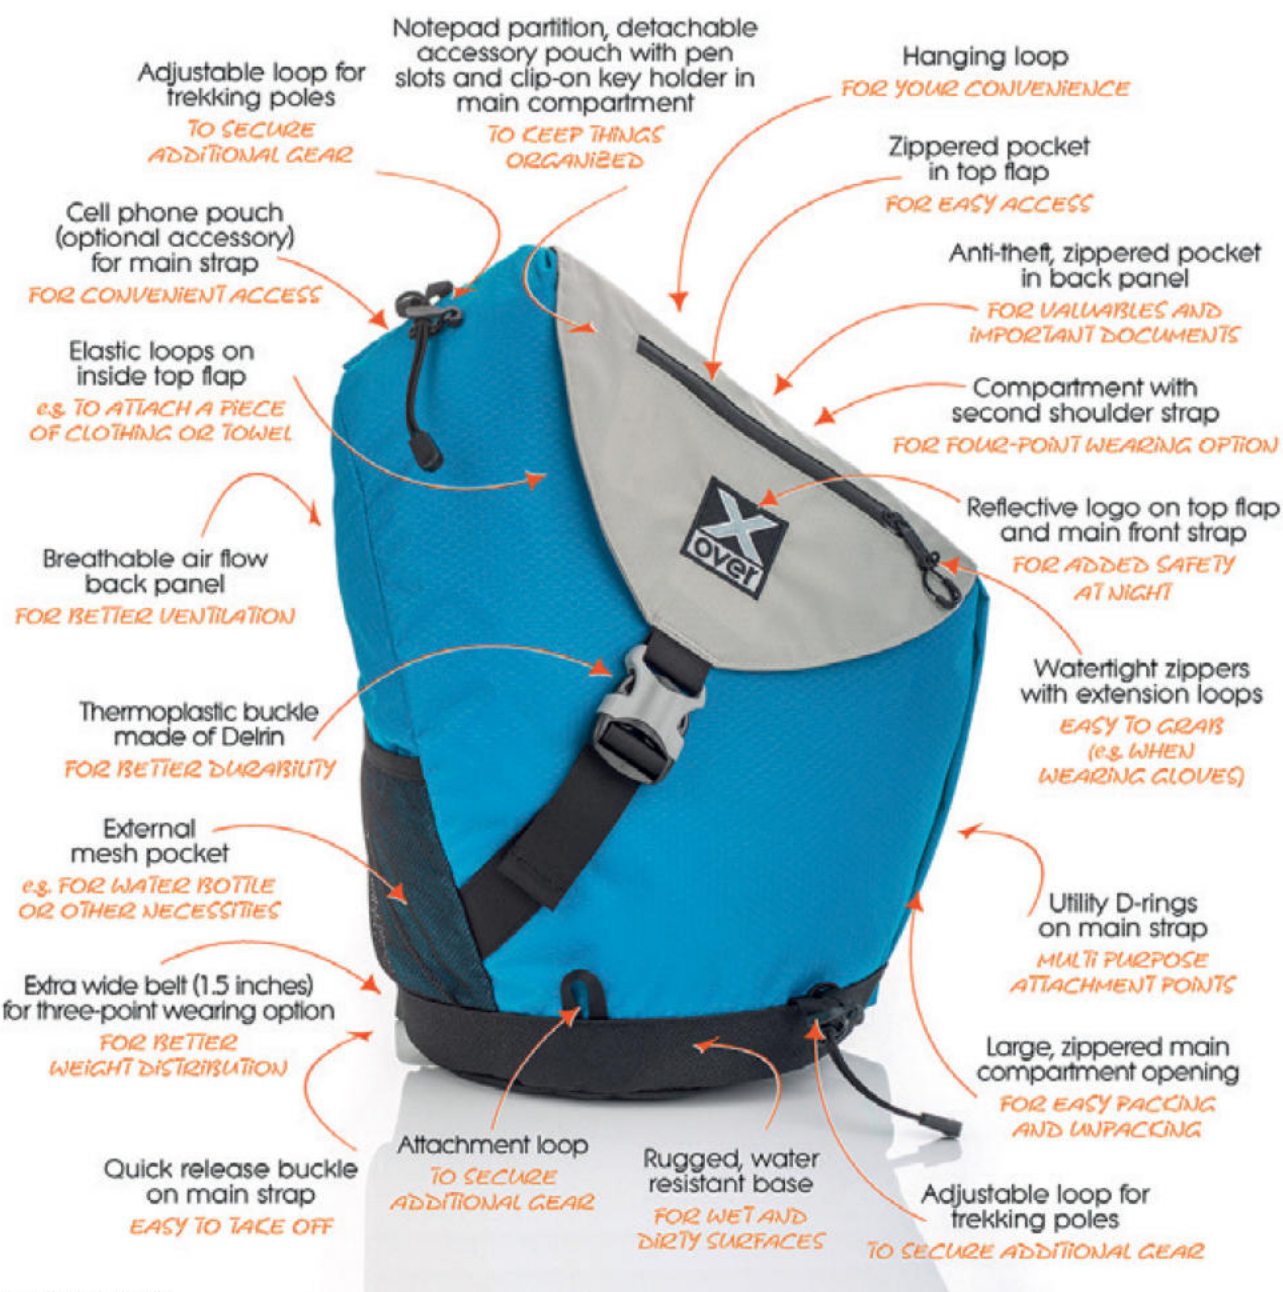 Notepad partition, detachable
accessory pouch with pen
slots and clip-on key holder in
main compartment
TO KEEP THINGS
ORGANIZED
Adjustable loop for
trekking poles
TO SECURE
ADDITIONAL GEAR
Hanging loop
FOR YOUR CONVENIENCE
Zippered pocket
in top flap
FOR EASY ACCESS
Cell phone pouch
(optional accessory)
for main strap
FOR CONVENIENT ACCESS
Anti-theft, zippered pocket
in back panel
FOR VALUABLES AND
IMPORTANT DOCUMENTS
Elastic loops on
inside top flap
e.g. TO ATTACH A PIECE
OF CLOTHING OR TOWEL
Compartment with
second shoulder strap
FOR FOUR-POINT WEARING OPTION
X
over
Reflective logo on top flap
and main front strap
FOR ADDED SAFETY
AT NIGHT
Breathable air flow
back panel
FOR BETTER VENTILATION
Watertight zippers
with extension loops
EASY TO GRAB
(e.g. WHEN
WEARING GLOVES)
Thermoplastic buckle
made of Delrin
FOR BETTER DURABILITY
External
mesh pocket
e.g. FOR WATER BOTTLE
OR OTHER NECESSITIES
Utility D-rings
on main strap
MULTI PURPOSE
ATTACHMENT POINTS
Extra wide belt (1.5 inches)
for three-point wearing option
FOR BETTER
WEIGHT DISTRIBUTION
Large, zippered main
compartment opening
FOR EASY PACKING
AND UNPACKING
Quick release buckle
on main strap
EASY TO TAKE OFF
Attachment loop
TO SECURE
ADDITIONAL GEAR
Rugged, water
resistant base
FOR WET AND
DIRTY SURFACES
Adjustable loop for
trekking poles
TO SECURE ADDITIONAL GEAR